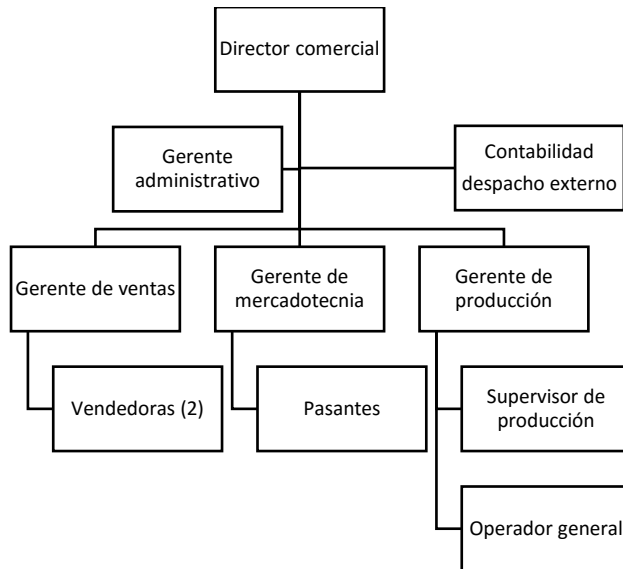 Director comercial
Gerente
administrativo
Contabilidad
despacho externo
Gerente de ventas
Gerente de
mercadotecnia
Gerente de
producción
Vendedoras (2)
Pasantes
Supervisor de
producción
Operador general